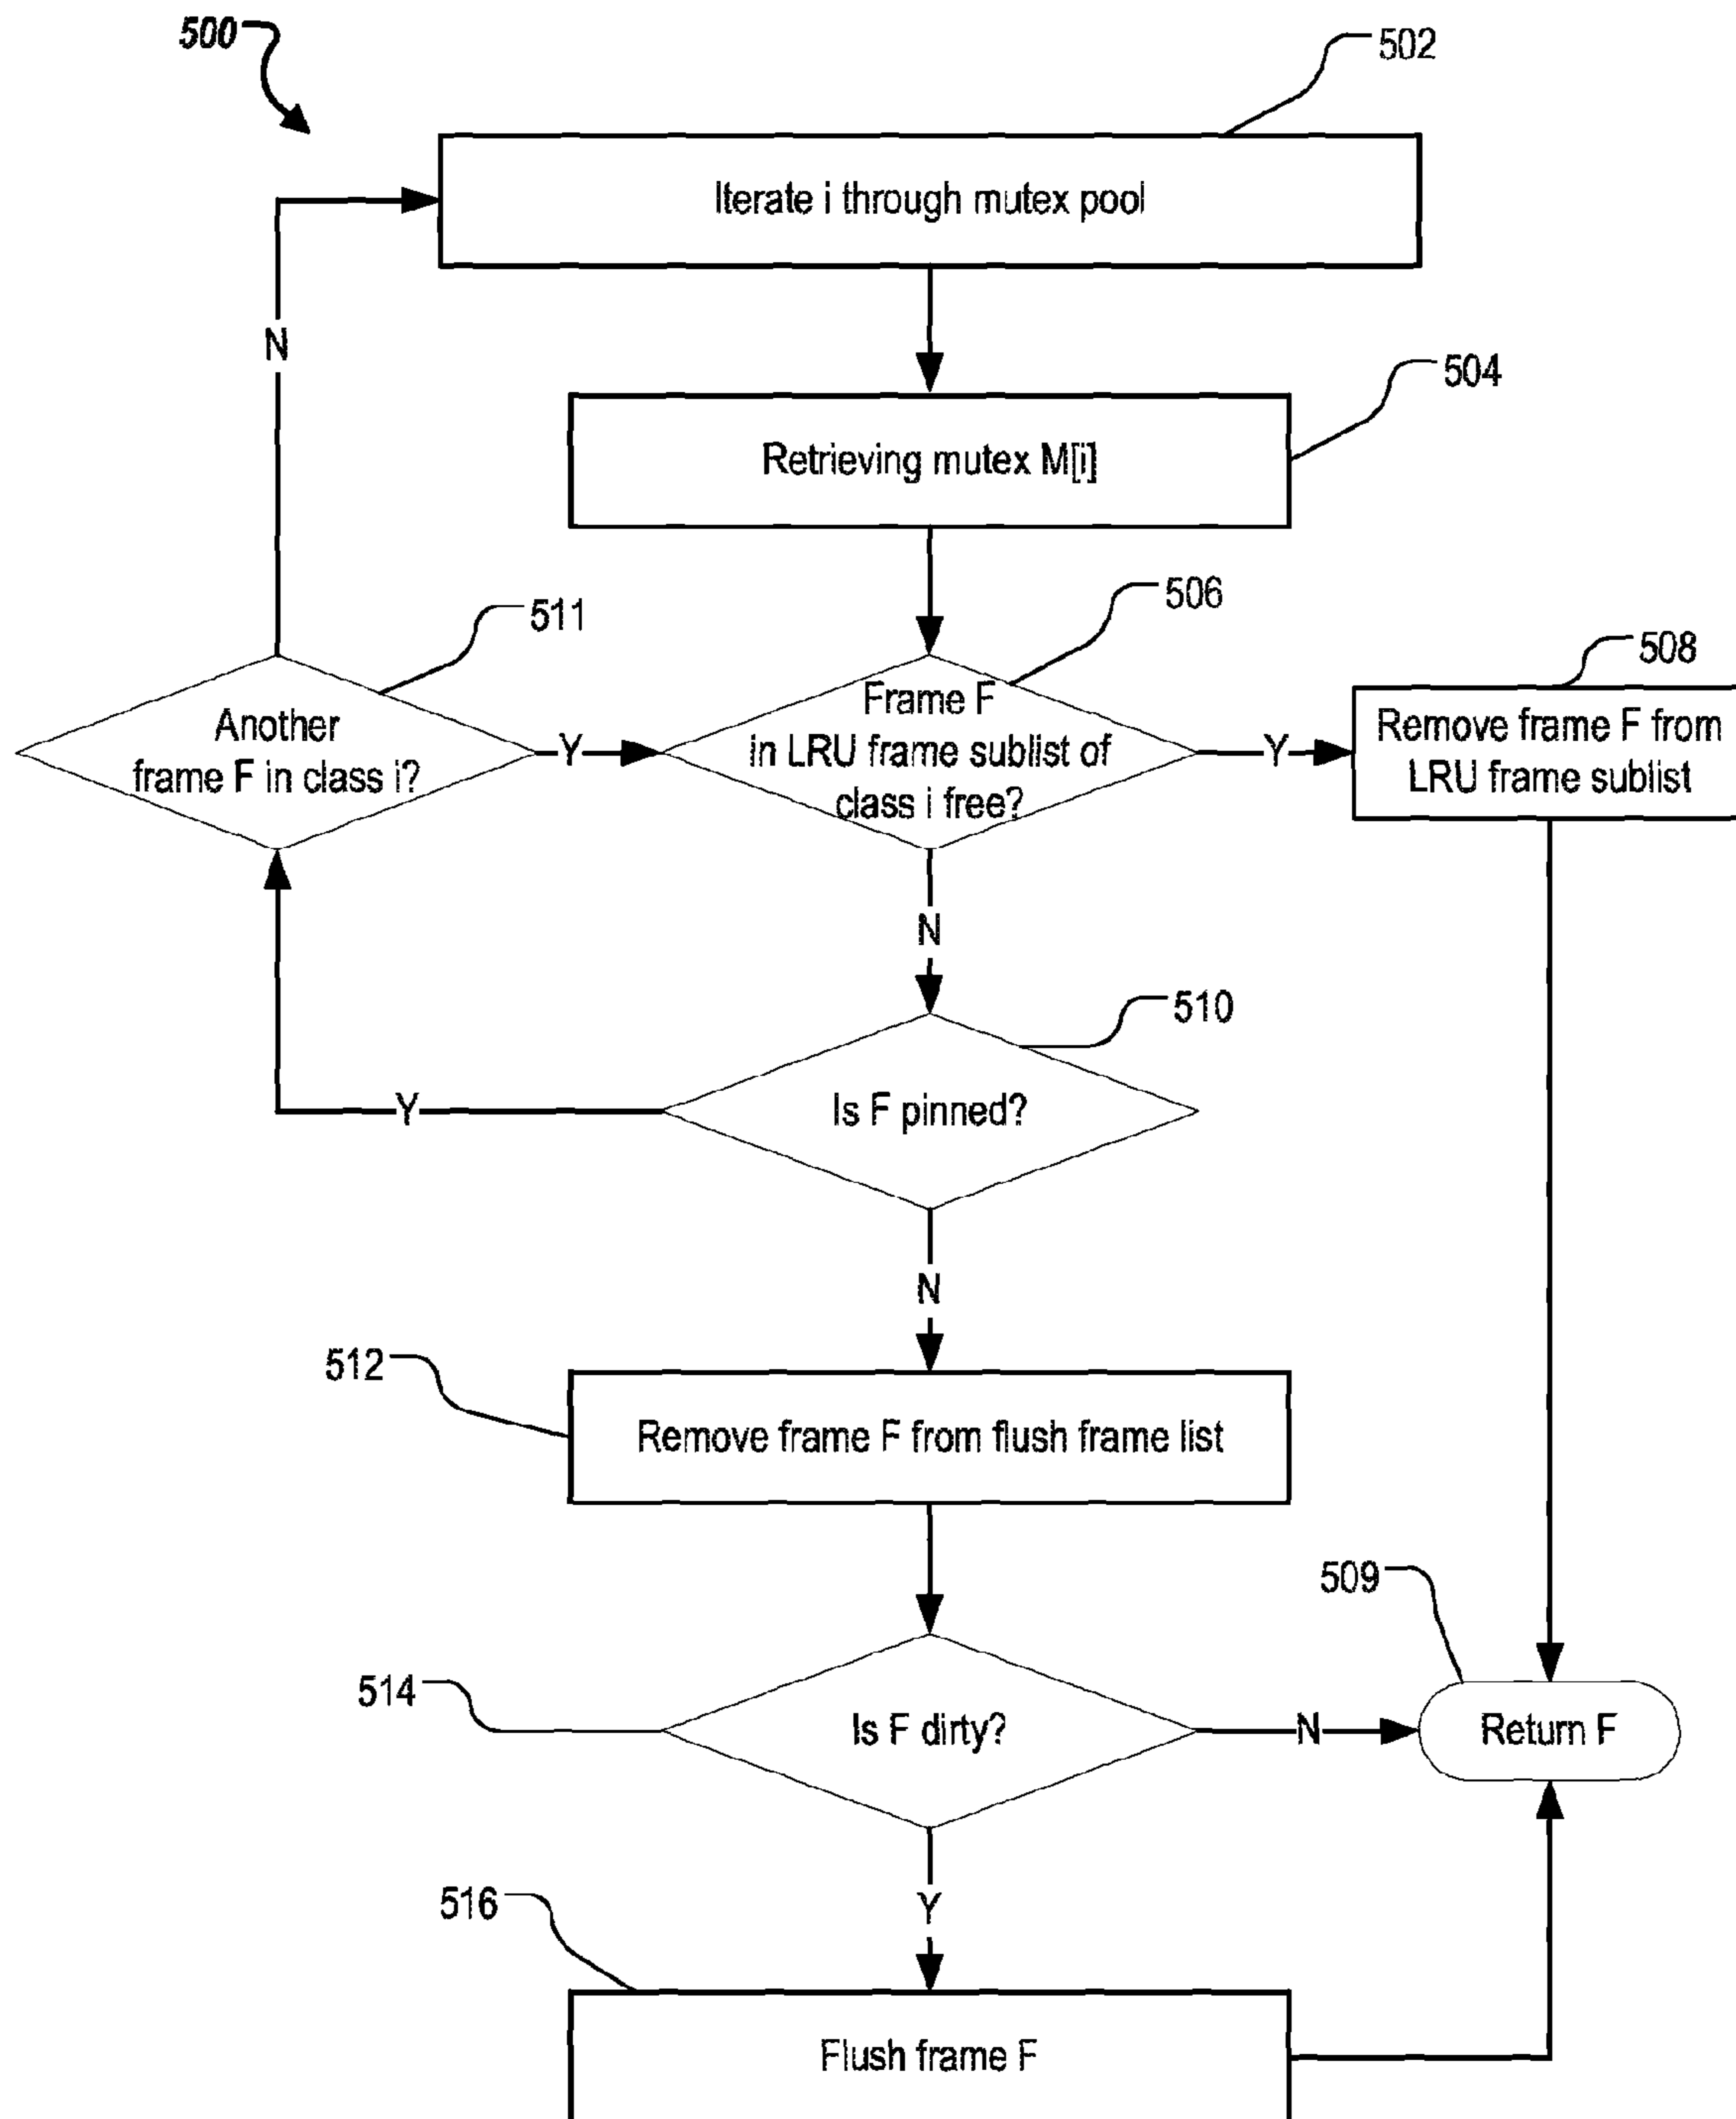 500
502
Iterate i through mutex pool
N
504
Retrieving mutex M[i]
506
511
508
Another
frame F in class i?
Y
Frame F
in LRU frame sublist of
class i free?
Y
Remove frame F from
LRU frame sublist
N
510
Y
Is F pinned?
N
512
Remove frame F from flush frame list
509
514
Is F dirty?
N
Return F
Y
516
Flush frame F